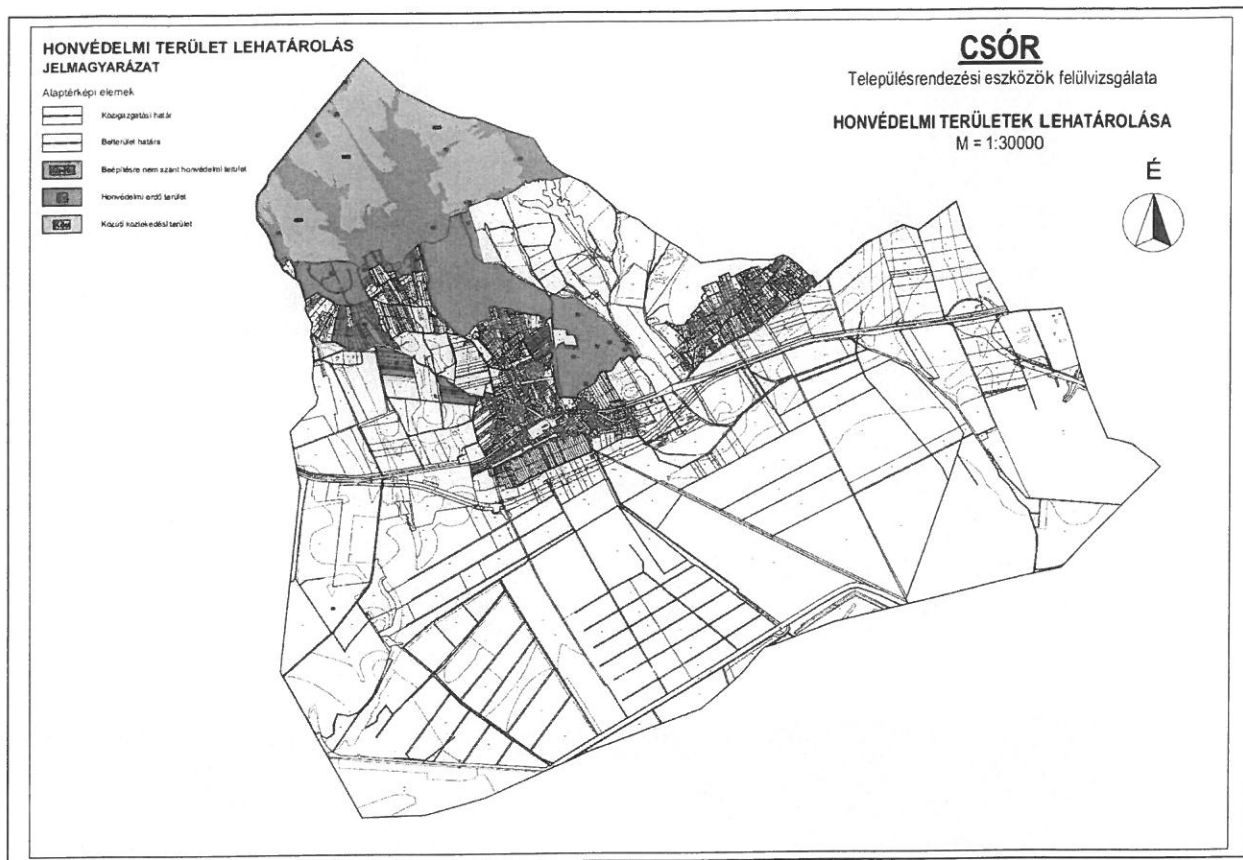 HONVÉDELMI TERÜLET LEHATÁROLÁS
JELMAGYARÁZAT
Alaptérképi elemek
Közigazgatási határ
Belterület határa
Beépítésre nem szánt honvédelmi terület
Honvédelmi erdő terület
Közúti közlekedési terület
CSÓR
Településrendezési eszközök felülvizsgálata
HONVÉDELMI TERÜLETEK LEHATÁROLÁSA
M = 1:30000
É